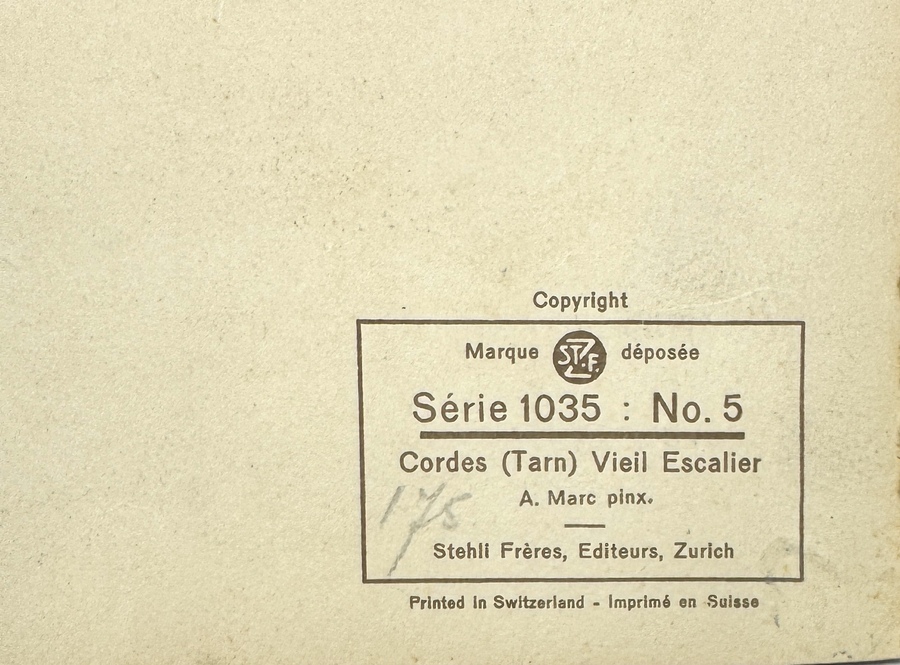 Copyright
Marque STZF. déposée
Série 1035 : No. 5
Cordes (Tarn) Vieil Escalier
A. Marc pinx.
175
Stehli Frères, Editeurs, Zurich
Printed in Switzerland - Imprimé en Suisse